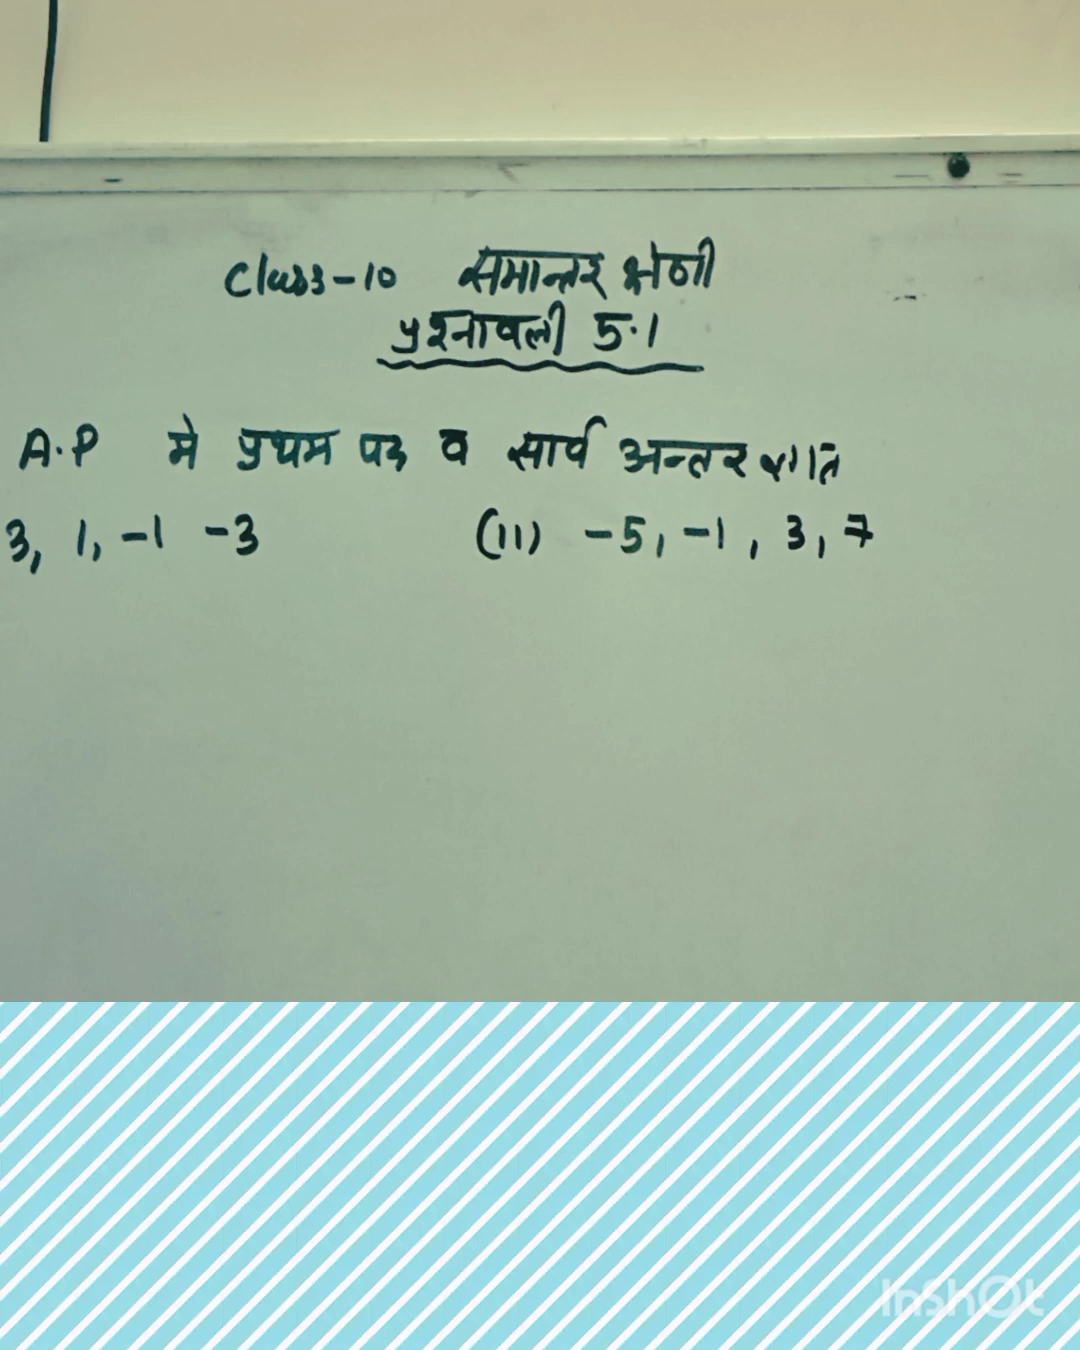 Class-10 समान्तर श्रेणी
प्रश्नावली 5.1
A.P मे प्रथम पद व सार्व अन्तर
3, 1, -1 -3 (11) -5, -1, 3, 7
InShOt